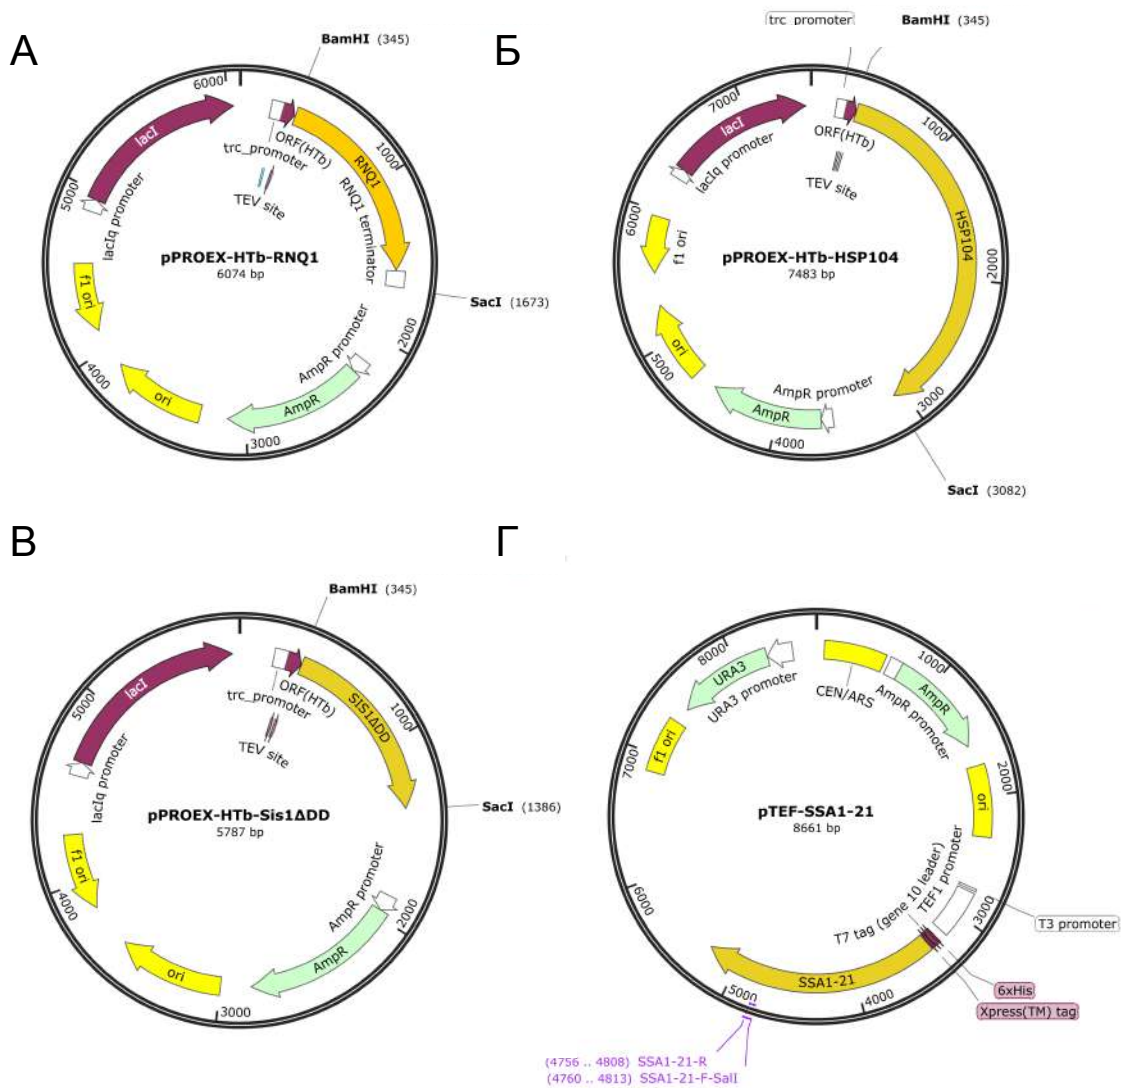 А
BamHI (345)
6000
lacI
ORF(HTb)
trc_promoter
TEV site
RNQ1
1000
RNQ1 terminator
5000
lacIq promoter
pPROEX-HTb-RNQ1
6074 bp
SacI (1673)
f1 ori
4000
ori
AmpR promoter
2000
AmpR
3000
Б
trc_promoter
BamHI (345)
7000
lacI
lacIq promoter
ORF(HTb)
TEV site
1000
HSP104
6000
f1 ori
pPROEX-HTb-HSP104
7483 bp
2000
ori
5000
AmpR promoter
AmpR
4000
3000
SacI (3082)
В
BamHI (345)
lacI
ORF(HTb)
trc_promoter
TEV site
SIS1ΔDD
1000
5000
lacIq promoter
pPROEX-HTb-Sis1ΔDD
5787 bp
SacI (1386)
f1 ori
4000
ori
AmpR promoter
2000
AmpR
3000
Г
8000
URA3
URA3 promoter
CEN/ARS
1000
AmpR promoter
AmpR
f1 ori
7000
2000
ori
pTEF-SSA1-21
8661 bp
6000
T7 tag (gene 10 leader)
TEF1 promoter
3000
T3 promoter
SSA1-21
5000
4000
6xHis
Xpress(TM) tag
(4756 .. 4808) SSA1-21-R
(4760 .. 4813) SSA1-21-F-SalI